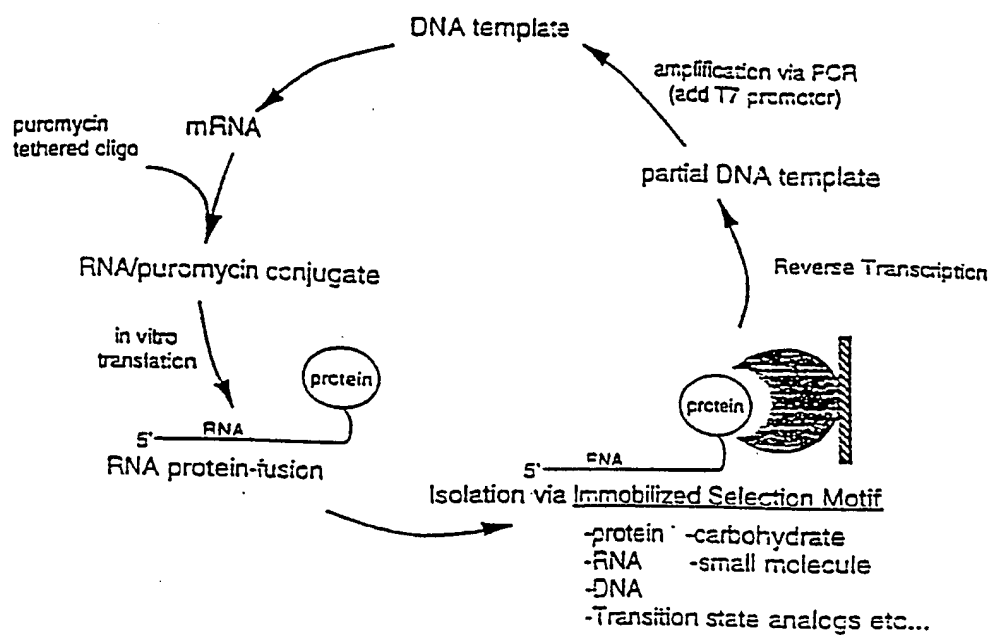 DNA template
amplification via PCR
(add T7 promoter)
puromycin
tethered oligo
mRNA
partial DNA template
RNA/puromycin conjugate
Reverse Transcription
in vitro
translation
protein
5'
RNA
RNA protein-fusion
protein
5'
RNA
Isolation via Immobilized Selection Motif
-protein -carbohydrate
-RNA -small molecule
-DNA
-Transition state analogs etc...